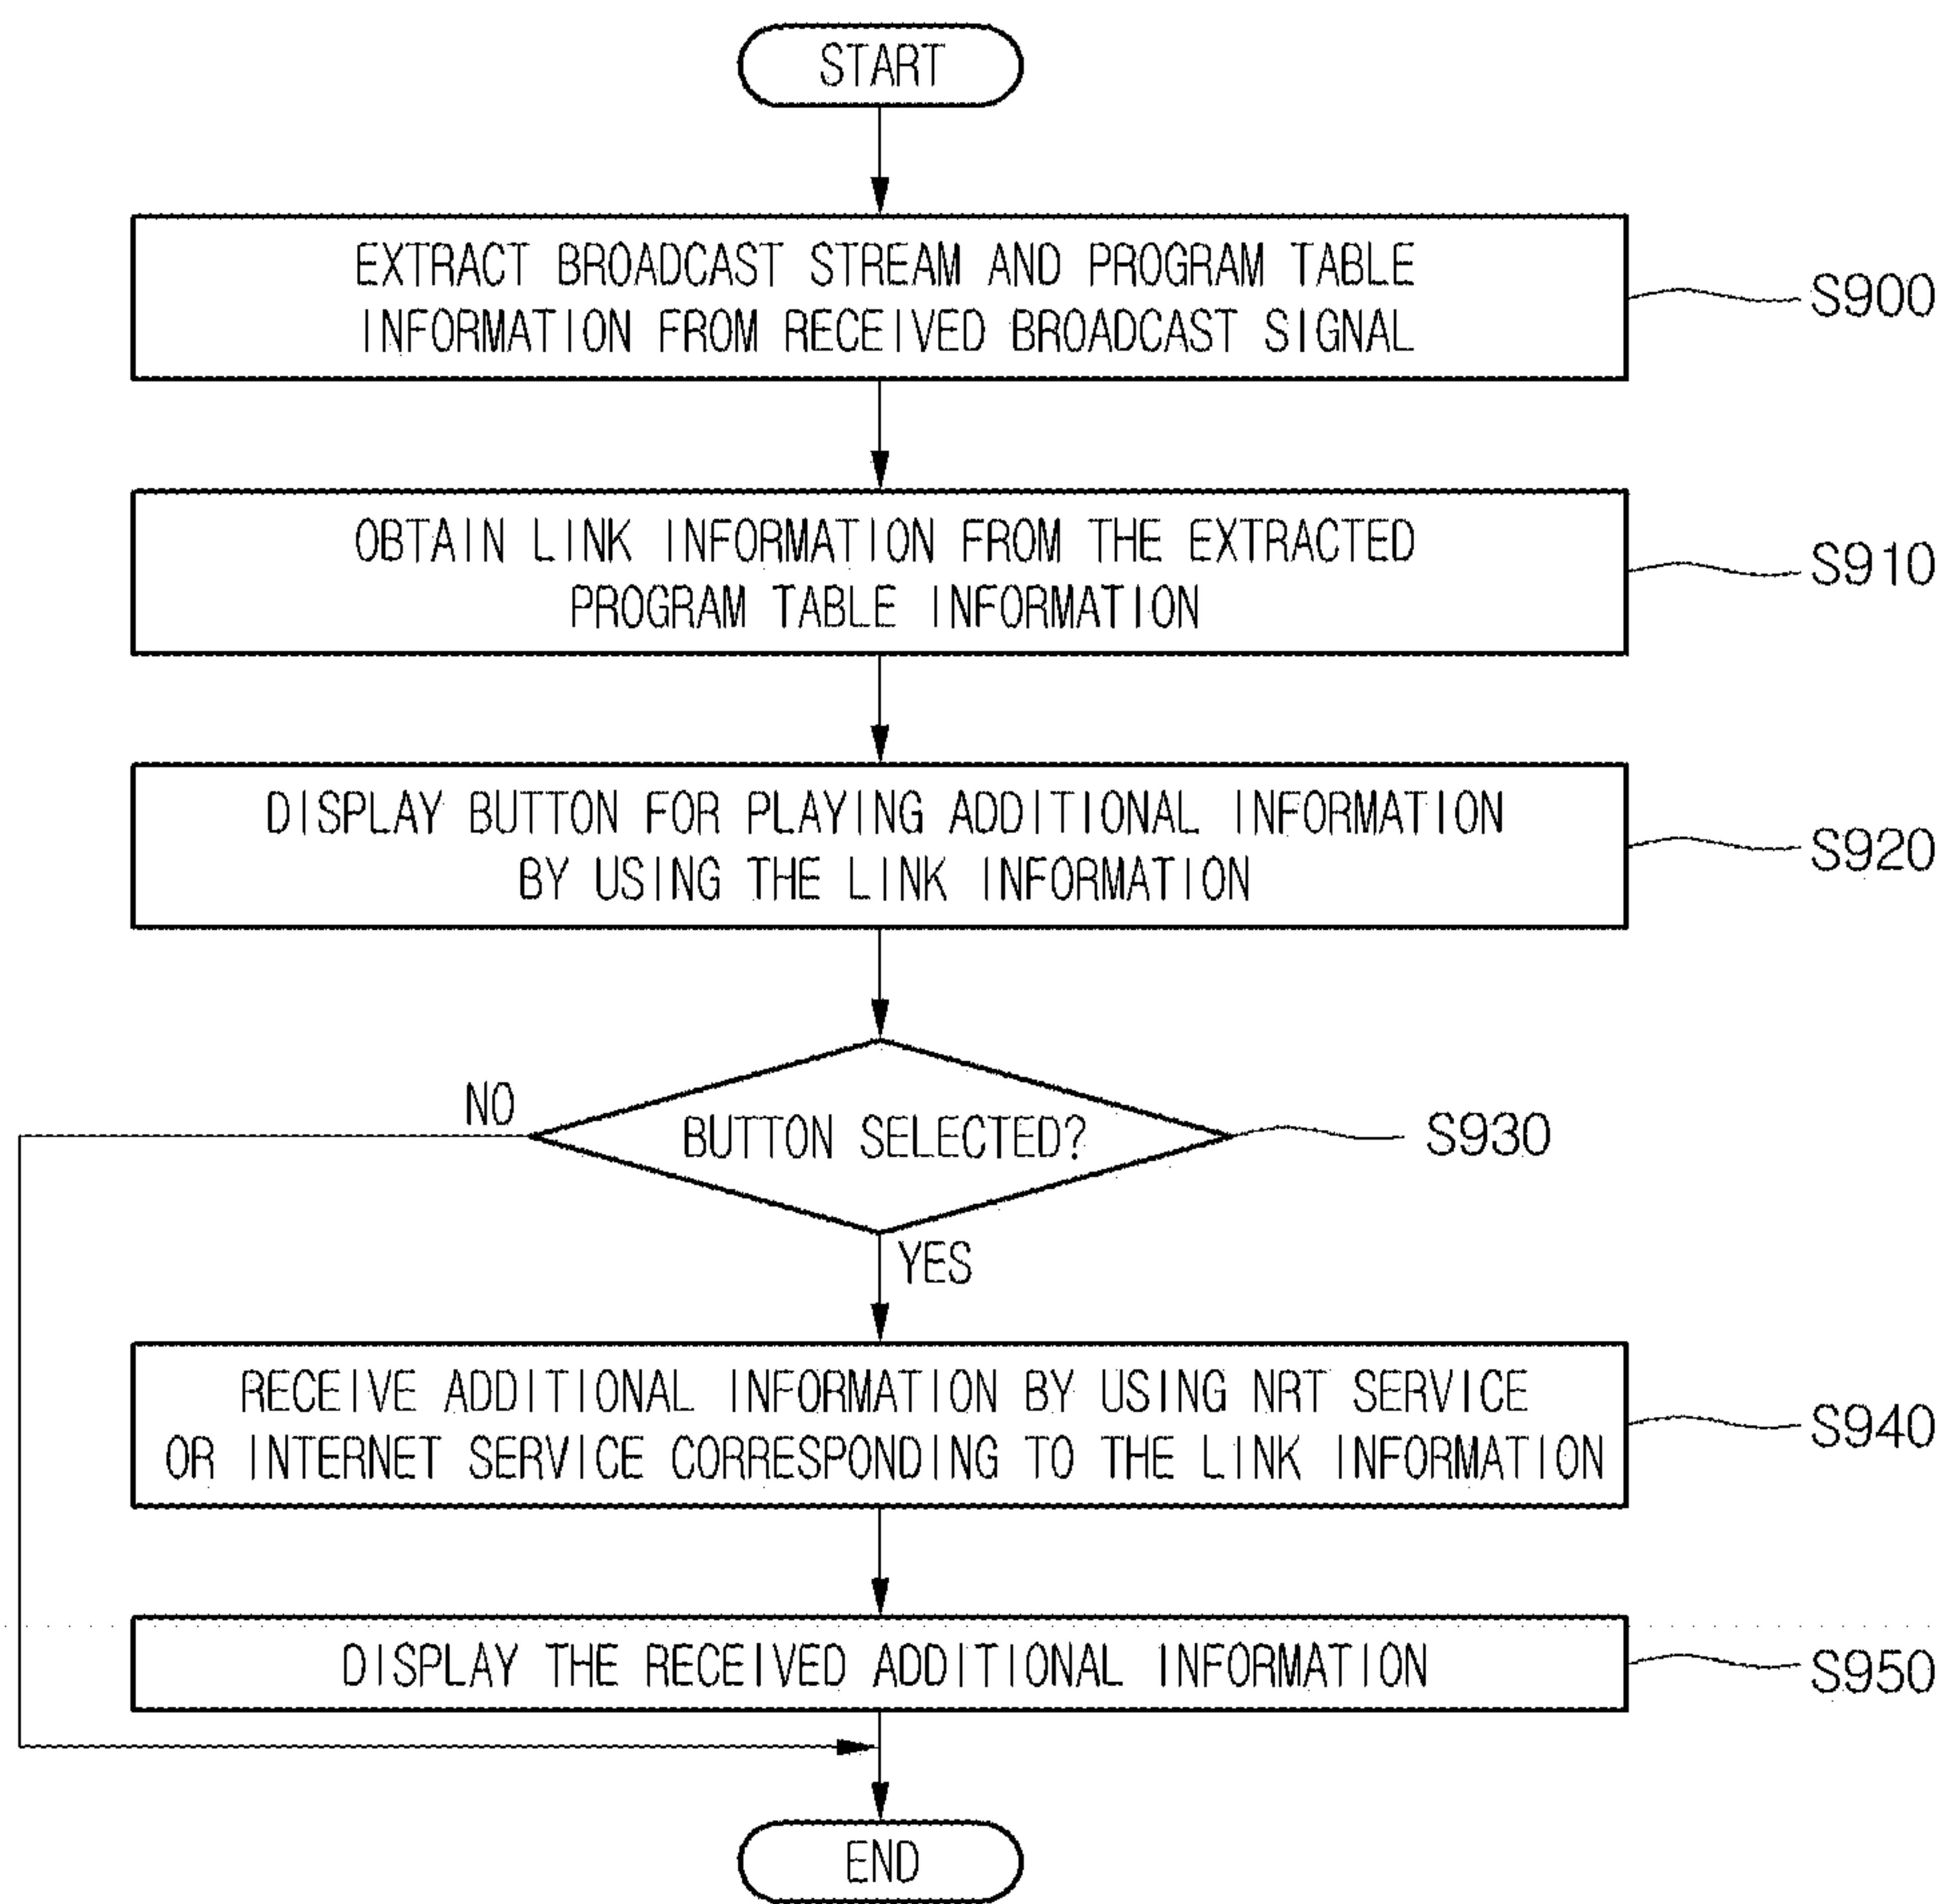 START
EXTRACT BROADCAST STREAM AND PROGRAM TABLE
INFORMATION FROM RECEIVED BROADCAST SIGNAL
S900
OBTAIN LINK INFORMATION FROM THE EXTRACTED
PROGRAM TABLE INFORMATION
S910
DISPLAY BUTTON FOR PLAYING ADDITIONAL INFORMATION
BY USING THE LINK INFORMATION
S920
NO
BUTTON SELECTED?
S930
YES
RECEIVE ADDITIONAL INFORMATION BY USING NRT SERVICE
OR INTERNET SERVICE CORRESPONDING TO THE LINK INFORMATION
S940
DISPLAY THE RECEIVED ADDITIONAL INFORMATION
S950
END